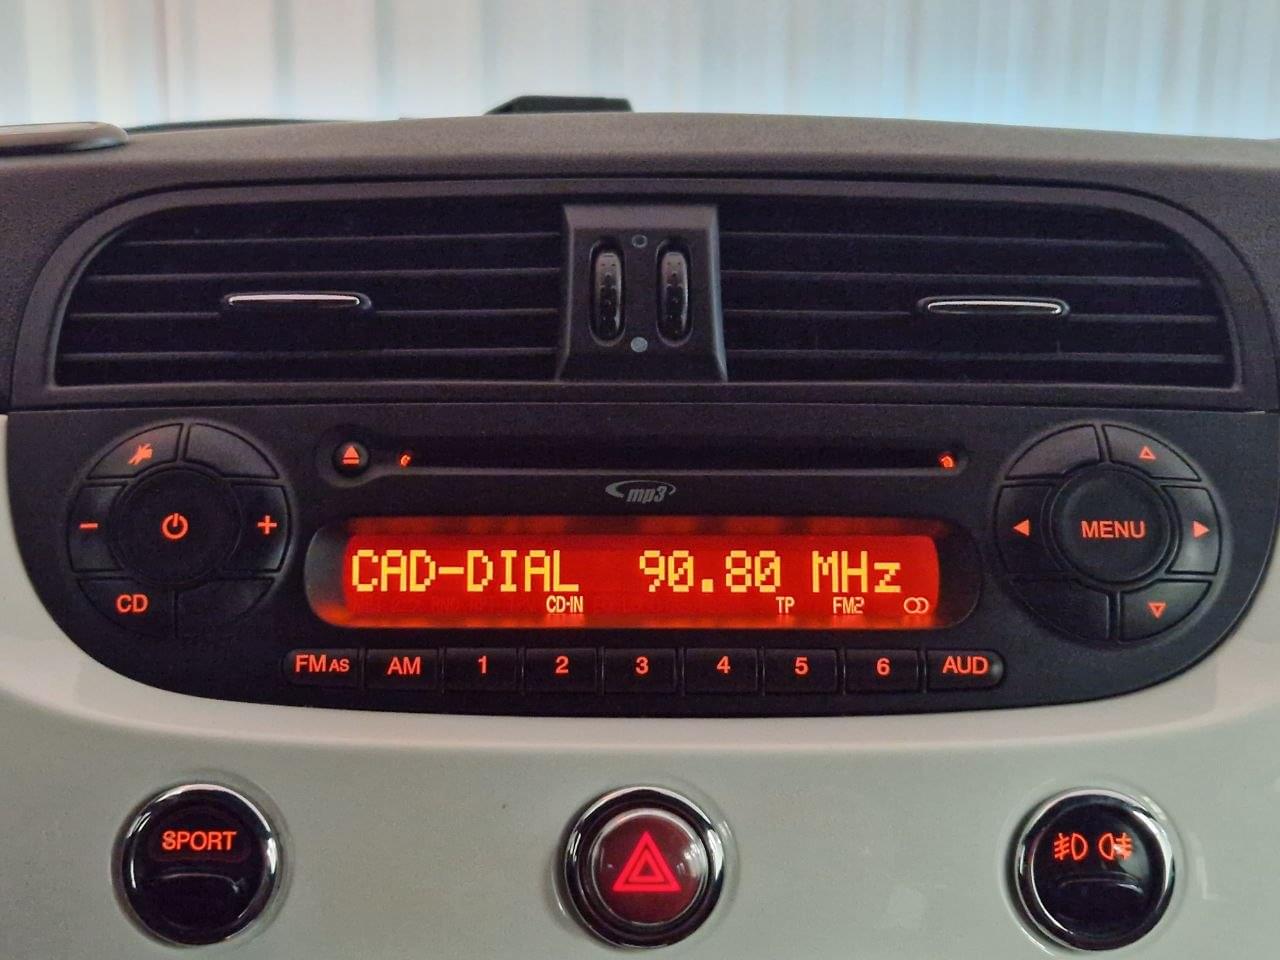 mp3
CAD-DIAL 90.80 MHz
CD-IN TP FM2
- +
MENU
CD
FM AS AM 1 2 3 4 5 6 AUD
SPORT